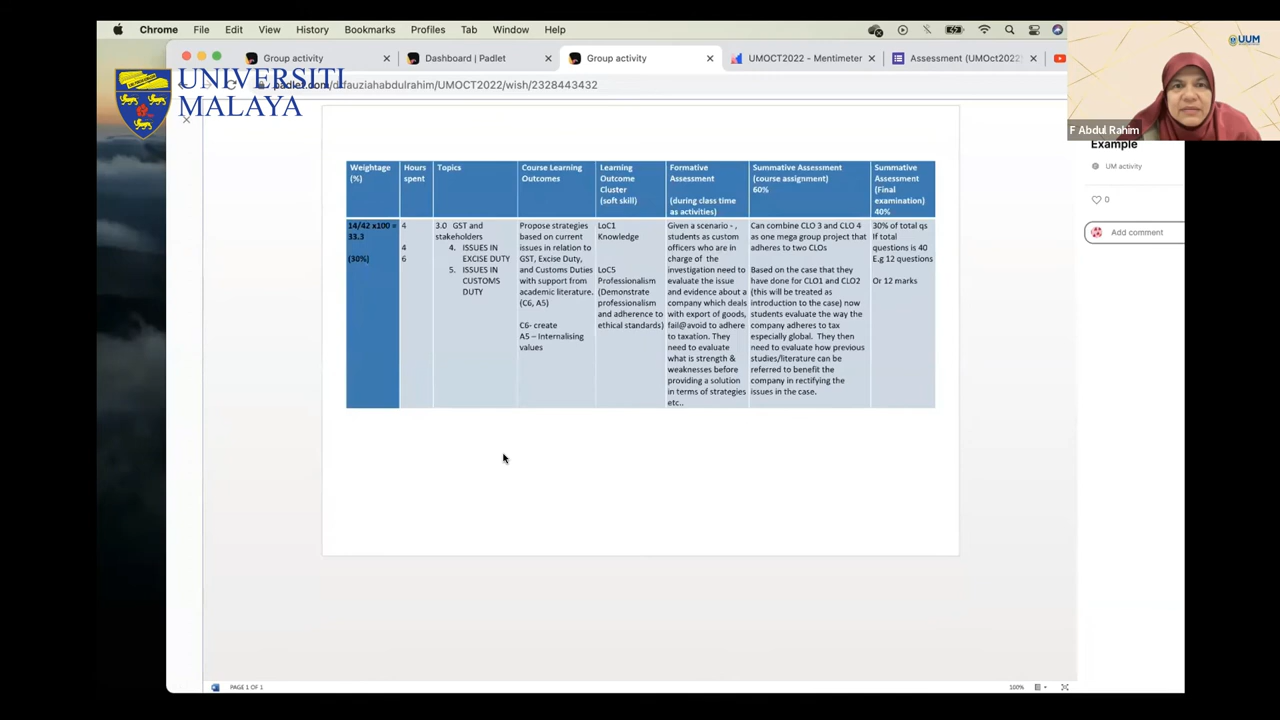 Chrome File Edit View History Bookmarks Profiles Tab Window Help
Group activity
Dashboard | Padlet
Group activity
UMOCT2022 - Mentimeter
Assessment (UMOct2022)
UNIVERSITI
MALAYA
padlet.com/drfauziahabdulrahim/UMOCT2022/wish/2328443432
UUM
F Abdul Rahim
Example
UM activity
0
Add comment
Weightage
(%)
Hours
spent
Topics
Course Learning
Outcomes
Learning
Outcome
Cluster
(soft skill)
Formative
Assessment
(during class time
as activities)
Summative Assessment
(course assignment)
60%
Summative
Assessment
(Final
examination)
40%
14/42 x100 =
33.3
(30%)
4
4
6
3.0 GST and
stakeholders
4. ISSUES IN
EXCISE DUTY
5. ISSUES IN
CUSTOMS
DUTY
Propose strategies
based on current
issues in relation to
GST, Excise Duty,
and Customs Duties
with support from
academic literature.
(C6, A5)
C6- create
A5 – Internalising
values
LoC1
Knowledge
LoC5
Professionalism
(Demonstrate
professionalism
and adherence to
ethical standards)
Given a scenario - ,
students as custom
officers who are in
charge of the
investigation need to
evaluate the issue
and evidence about a
company which deals
with export of goods,
fail@avoid to adhere
to taxation. They
need to evaluate
what is strength &
weaknesses before
providing a solution
in terms of strategies
etc..
Can combine CLO 3 and CLO 4
as one mega group project that
adheres to two CLOs
Based on the case that they
have done for CLO1 and CLO2
(this will be treated as
introduction to the case) now
students evaluate the way the
company adheres to tax
especially global. They then
need to evaluate how previous
studies/literature can be
referred to benefit the
company in rectifying the
issues in the case.
30% of total qs
If total
questions is 40
E.g 12 questions
Or 12 marks
PAGE 1 OF 1
100%